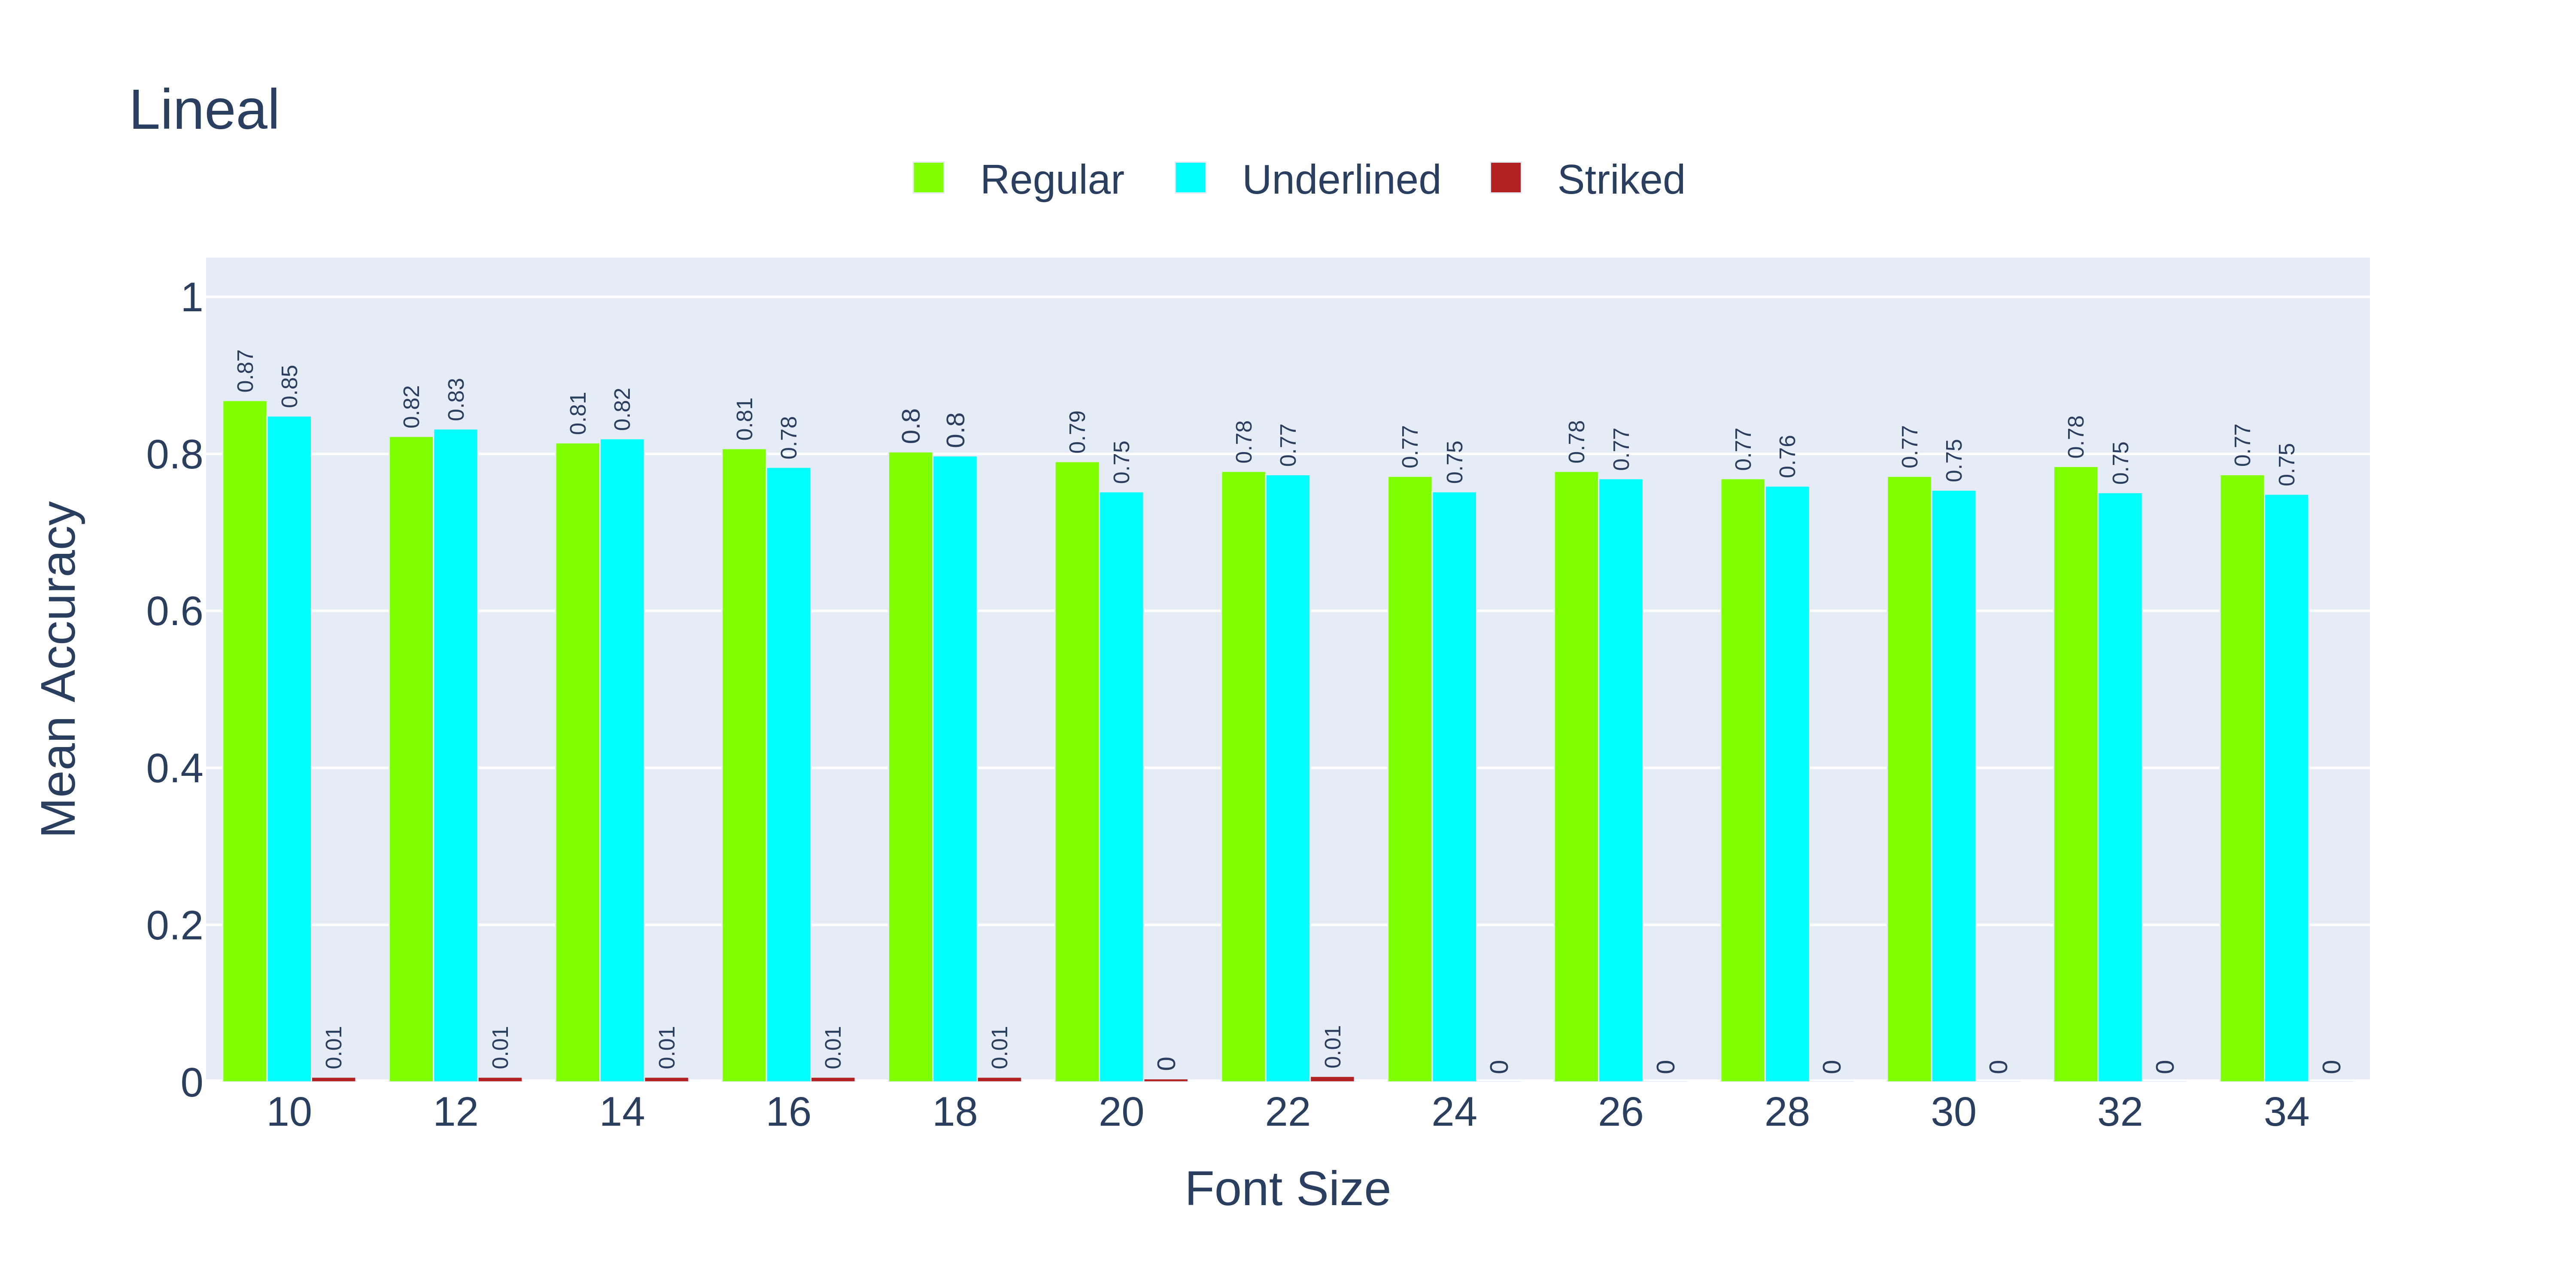 Lineal
Regular Underlined Striked
Mean Accuracy
1
0.8
0.6
0.4
0.2
0
0.87 0.85 0.01
0.82 0.83 0.01
0.81 0.82 0.01
0.81 0.78 0.01
0.8 0.8 0.01
0.79 0.75 0
0.78 0.77 0.01
0.77 0.75 0
0.78 0.77 0
0.77 0.76 0
0.77 0.75 0
0.78 0.75 0
0.77 0.75 0
10 12 14 16 18 20 22 24 26 28 30 32 34
Font Size